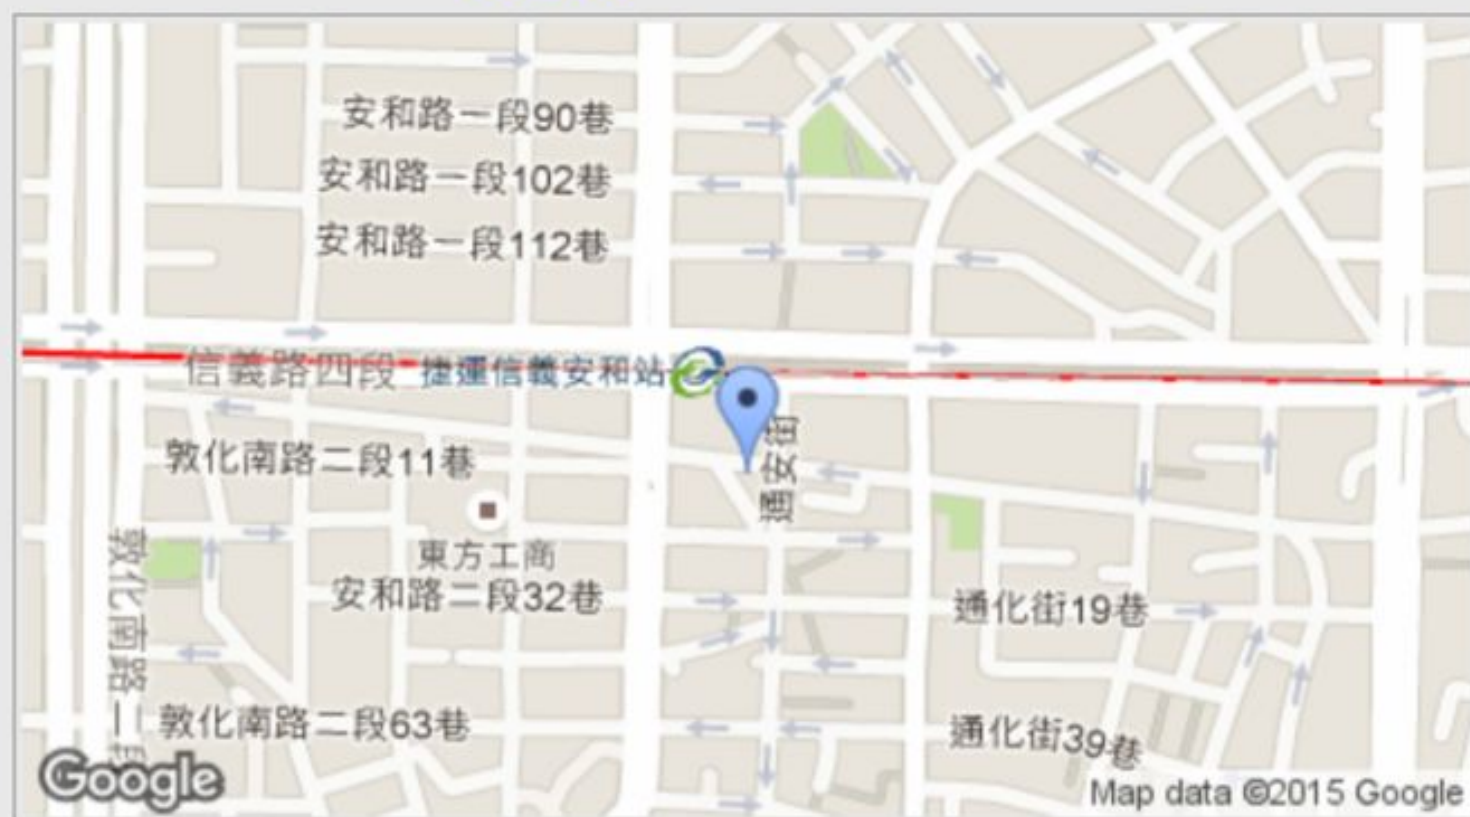 安和路一段90巷
安和路一段102巷
安和路一段112巷
信義路四段
捷運信義安和站
通安街
敦化南路二段11巷
東方工商
安和路二段32巷
通化街19巷
敦化南路二段
敦化南路二段63巷
通化街39巷
Google
Map data ©2015 Google